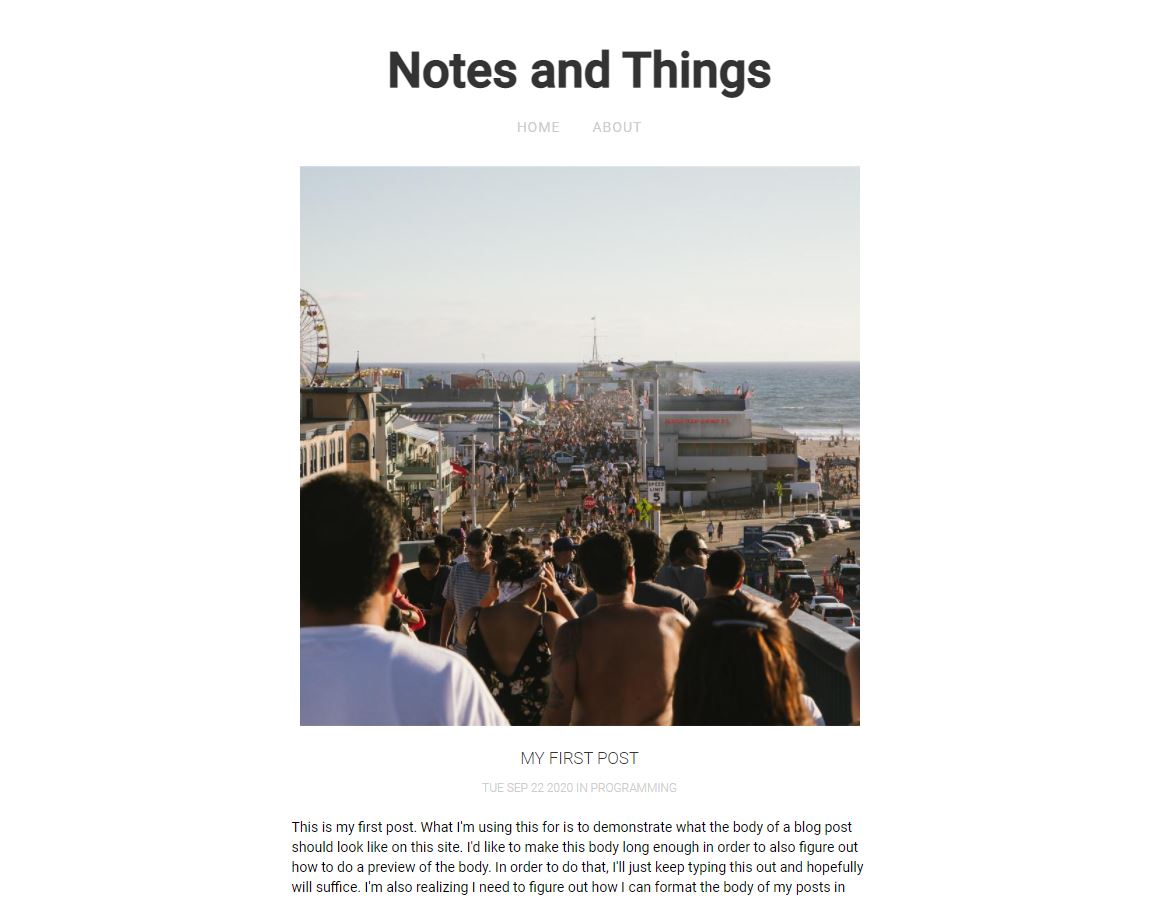 Notes and Things
HOME ABOUT
SPEED
LIMIT
5
MY FIRST POST
TUE SEP 22 2020 IN PROGRAMMING
This is my first post. What I'm using this for is to demonstrate what the body of a blog post
should look like on this site. I'd like to make this body long enough in order to also figure out
how to do a preview of the body. In order to do that, I'll just keep typing this out and hopefully
will suffice. I'm also realizing I need to figure out how I can format the body of my posts in